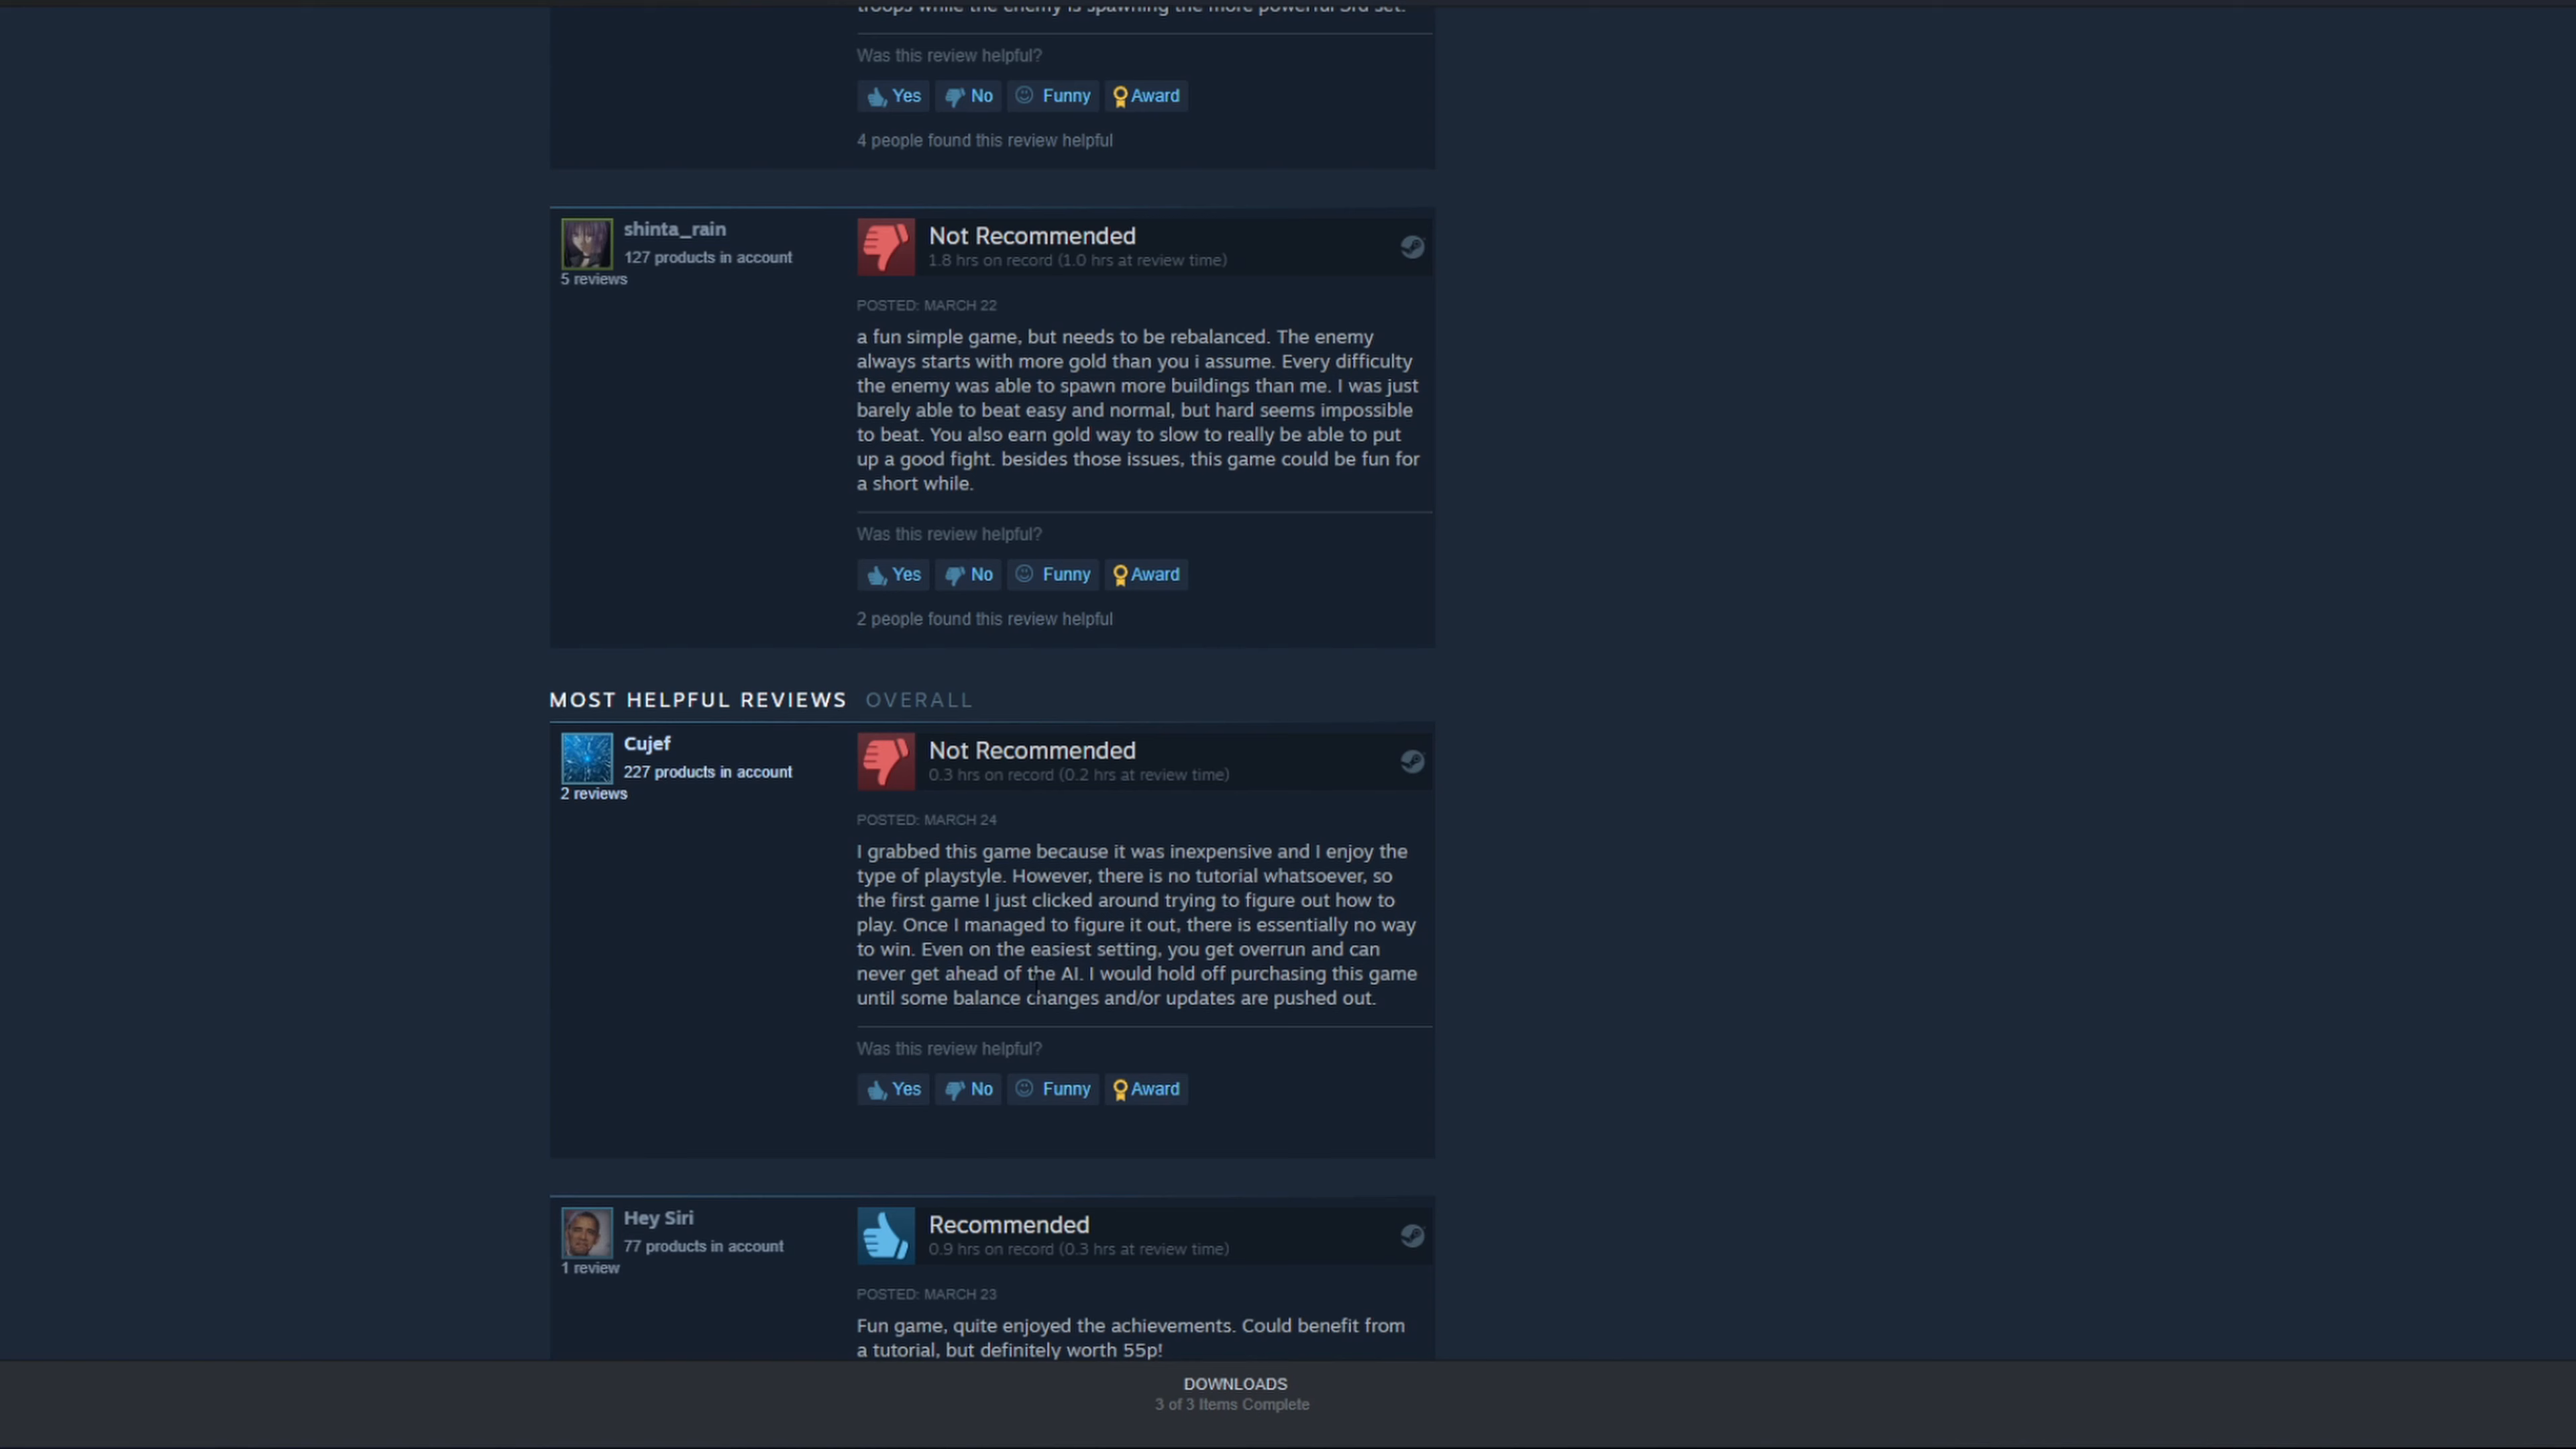 troops while the enemy is spawning the more powerful 3rd set.
Was this review helpful?
Yes No Funny Award
4 people found this review helpful
shinta_rain
127 products in account
5 reviews
Not Recommended
1.8 hrs on record (1.0 hrs at review time)
POSTED: MARCH 22
a fun simple game, but needs to be rebalanced. The enemy
always starts with more gold than you i assume. Every difficulty
the enemy was able to spawn more buildings than me. I was just
barely able to beat easy and normal, but hard seems impossible
to beat. You also earn gold way to slow to really be able to put
up a good fight. besides those issues, this game could be fun for
a short while.
Was this review helpful?
Yes No Funny Award
2 people found this review helpful
MOST HELPFUL REVIEWS OVERALL
Cujef
227 products in account
2 reviews
Not Recommended
0.3 hrs on record (0.2 hrs at review time)
POSTED: MARCH 24
I grabbed this game because it was inexpensive and I enjoy the
type of playstyle. However, there is no tutorial whatsoever, so
the first game I just clicked around trying to figure out how to
play. Once I managed to figure it out, there is essentially no way
to win. Even on the easiest setting, you get overrun and can
never get ahead of the AI. I would hold off purchasing this game
until some balance changes and/or updates are pushed out.
Was this review helpful?
Yes No Funny Award
Hey Siri
77 products in account
1 review
Recommended
0.9 hrs on record (0.3 hrs at review time)
POSTED: MARCH 23
Fun game, quite enjoyed the achievements. Could benefit from
a tutorial, but definitely worth 55p!
DOWNLOADS
3 of 3 Items Complete